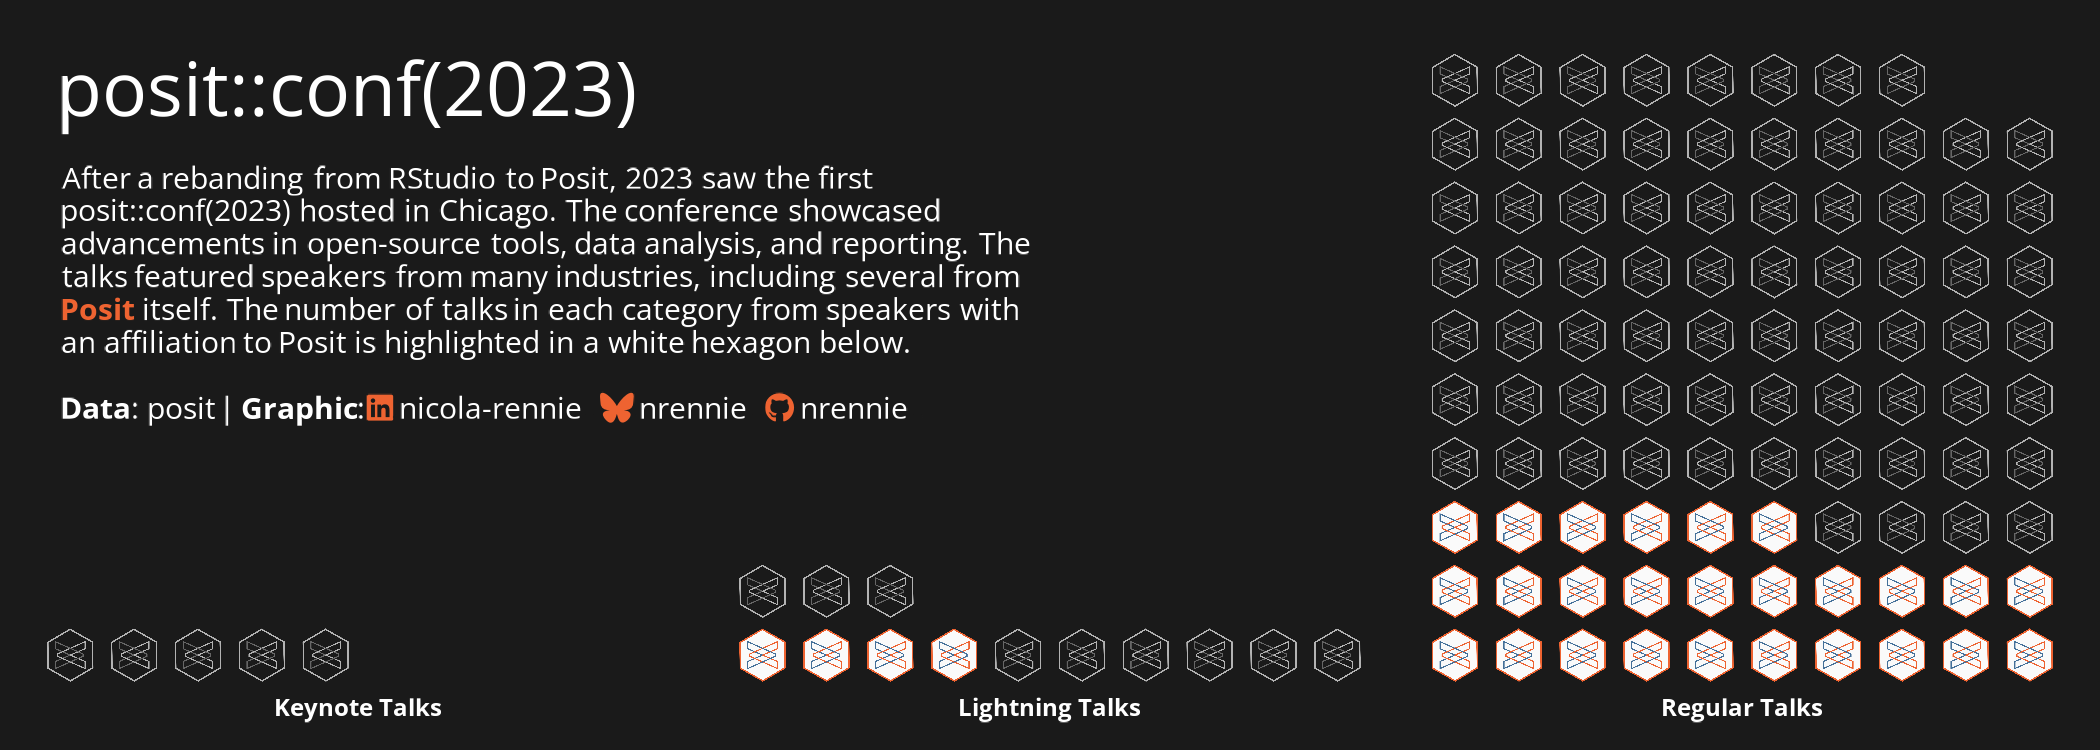 posit::conf(2023)
After a rebanding from RStudio to Posit, 2023 saw the first
posit::conf(2023) hosted in Chicago. The conference showcased
advancements in open-source tools, data analysis, and reporting. The
talks featured speakers from many industries, including several from
Posit itself. The number of talks in each category from speakers with
an affiliation to Posit is highlighted in a white hexagon below.
Data: posit | Graphic: nicola-rennie nrennie nrennie
Keynote Talks
Lightning Talks
Regular Talks